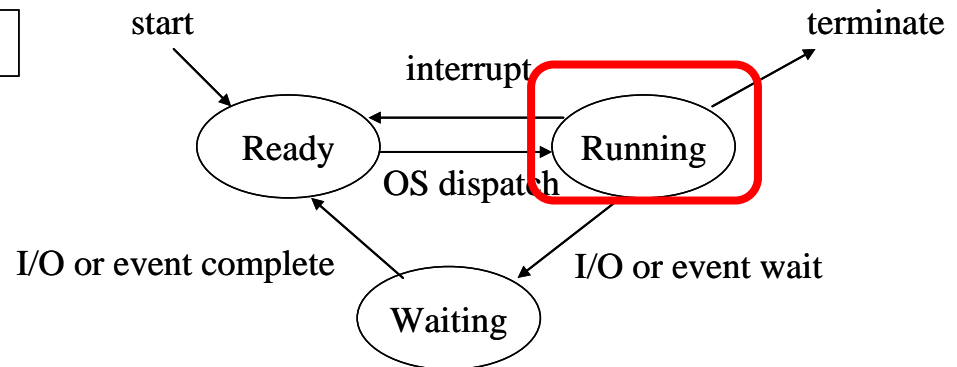 start
terminate
interrupt
Ready
Running
OS dispatch
I/O or event complete
I/O or event wait
Waiting